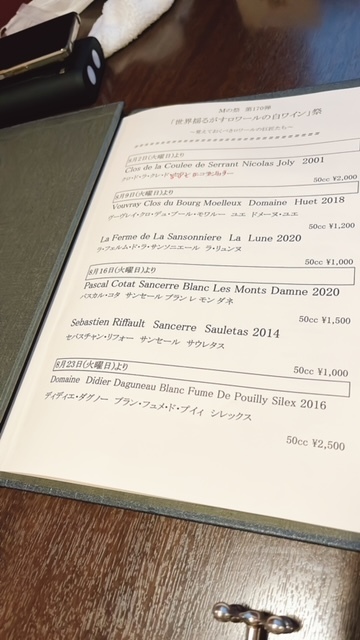 Mの祭 第179弾
「世界揺るがすロワールの白ワイン」祭
8月2日(火曜日)より
Clos de la Coulee de Serrant Nicolas Joly 2001
クロ・ド・ラ・クレ・ド
50cc ¥2,000
8月9日(火曜日)より
Vouvray Clos du Bourg Moelleux Domaine Huet 2018
ヴーヴレイ・クロ・デュ・ブール・モワルー ユエ ドメーヌ・ユエ
50cc ¥1,200
La Ferme de La Sansonniere La Lune 2020
ラ・フェルム・ド・ラ・サンソニエール ラ・リュンヌ
50cc ¥1,000
8月16日(火曜日)より
Pascal Cotat Sancerre Blanc Les Monts Damne 2020
パスカル・コタ サンセール ブラン レ モン ダネ
50cc ¥1,500
Sebastien Riffault Sancerre Sauletas 2014
セバスチャン・リフォー サンセール サウレタス
50cc ¥1,000
8月23日(火曜日)より
Domaine Didier Daguneau Blanc Fume De Pouilly Silex 2016
ディディエ・ダグノー ブラン・フュメ・ド・プイィ シレックス
50cc ¥2,500